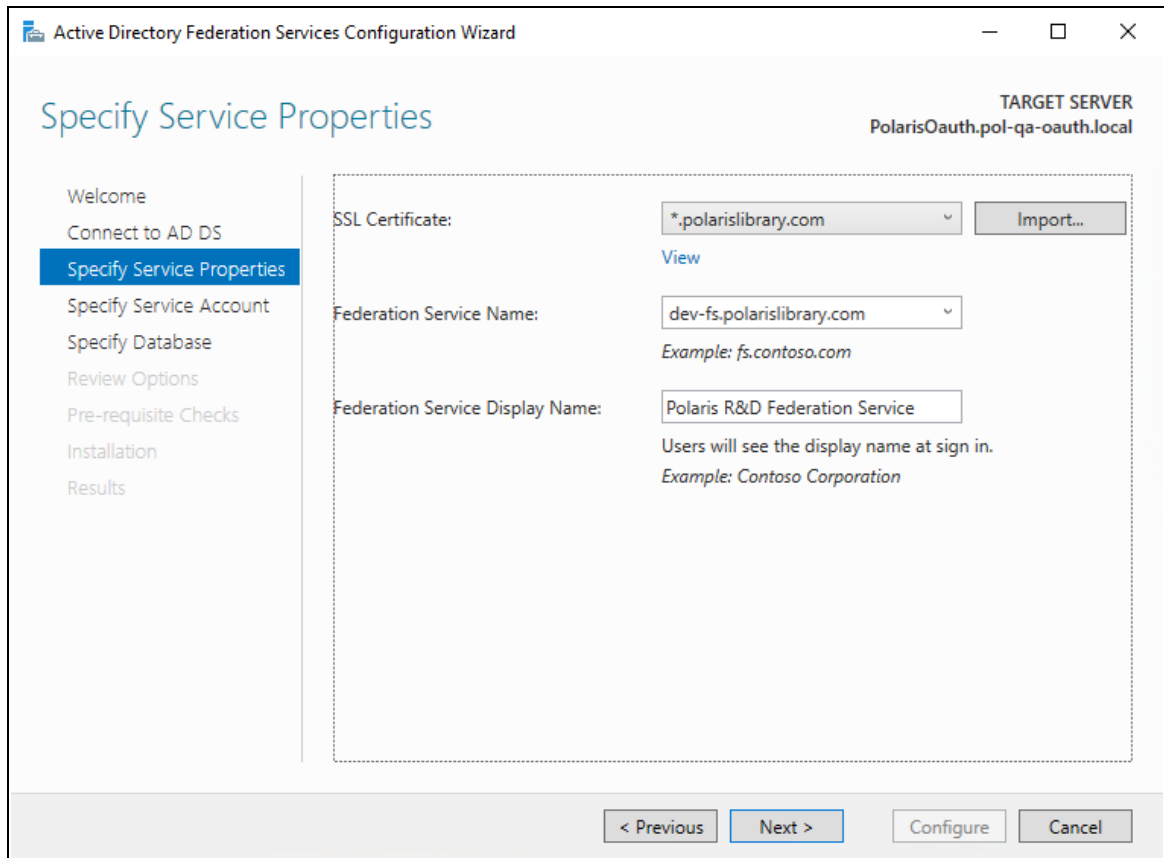 Active Directory Federation Services Configuration Wizard
Specify Service Properties
TARGET SERVER
PolarisOauth.pol-qa-oauth.local
Welcome
Connect to AD DS
Specify Service Properties
Specify Service Account
Specify Database
Review Options
Pre-requisite Checks
Installation
Results
SSL Certificate:
*.polarislibrary.com
Import...
View
Federation Service Name:
dev-fs.polarislibrary.com
Example: fs.contoso.com
Federation Service Display Name:
Polaris R&D Federation Service
Users will see the display name at sign in.
Example: Contoso Corporation
< Previous
Next >
Configure
Cancel